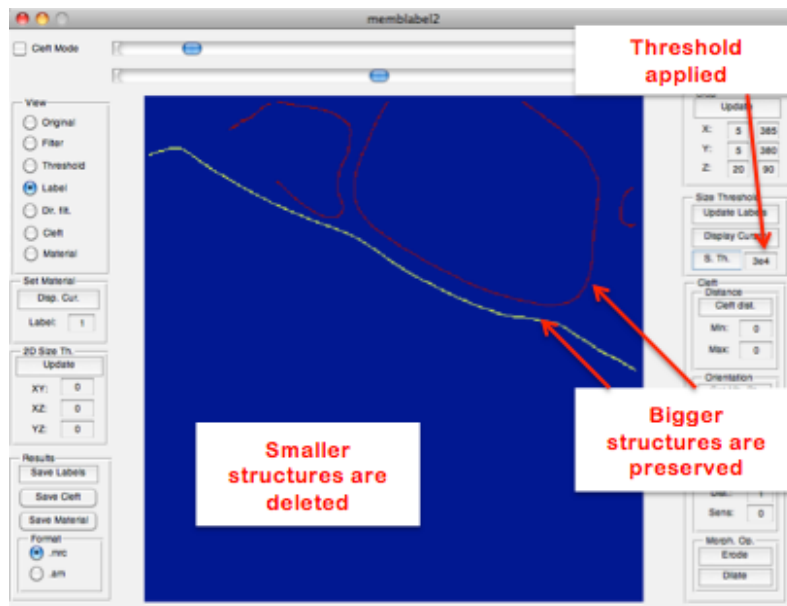 memblabel2
Cleft Mode
Threshold
applied
View
Original
Filter
Threshold
Label
Dir. filt.
Cleft
Material
Set Material
Disp. Cur.
Label: 1
2D Size Th.
Update
XY: 0
XZ: 0
YZ: 0
Results
Save Labels
Save Cleft
Save Material
Format
.mrc
.am
Smaller
structures are
deleted
Update
X: 5 385
Y: 5 380
Z: 20 90
Size Threshold
Update Labels
Display
S. Th. 3e4
Cleft
Distance
Cleft dist.
Min: 0
Max: 0
Orientation
Bigger
structures are
preserved
Dist.: 1
Sens: 0
Morph. Op.
Erode
Dilate